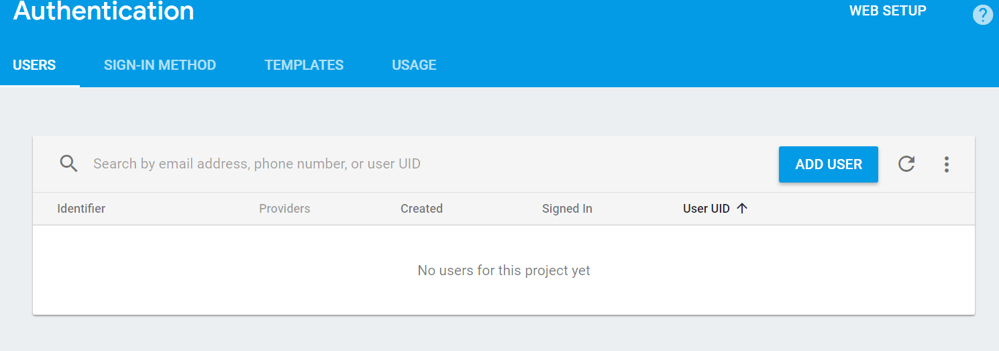 Authentication
WEB SETUP
?
USERS SIGN-IN METHOD TEMPLATES USAGE
Search by email address, phone number, or user UID
ADD USER
Identifier Providers Created Signed In User UID
No users for this project yet